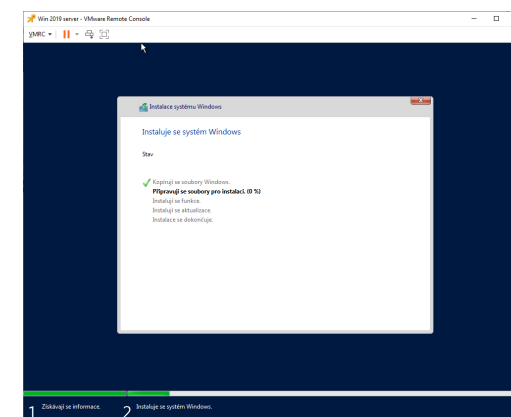 Win 2019 server - VMware Remote Console
VMRC
Instalace systému Windows
Instaluje se systém Windows
Stav
Kopírují se soubory Windows.
Připravují se soubory pro instalaci. (0 %)
Instalují se funkce.
Instalují se aktualizace.
Instalace se dokončuje.
1 Získávají se informace. 2 Instaluje se systém Windows.